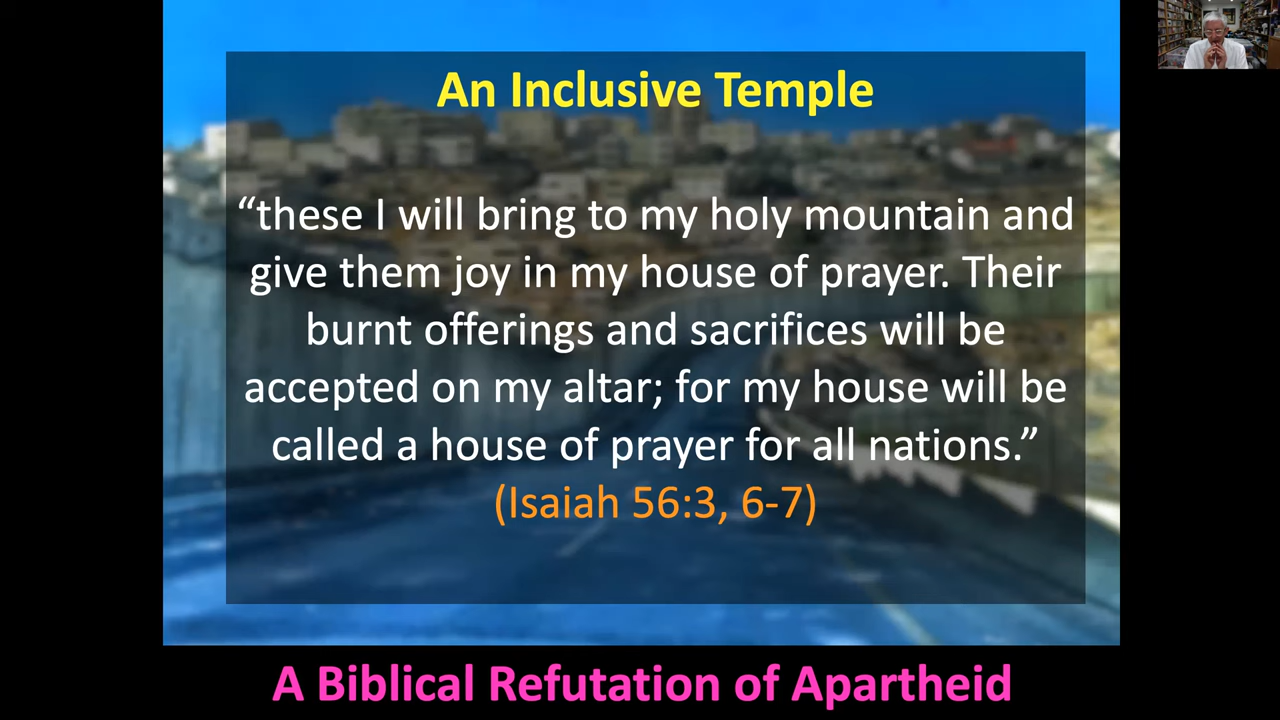 An Inclusive Temple
“these I will bring to my holy mountain and
give them joy in my house of prayer. Their
burnt offerings and sacrifices will be
accepted on my altar; for my house will be
called a house of prayer for all nations.”
(Isaiah 56:3, 6-7)
A Biblical Refutation of Apartheid